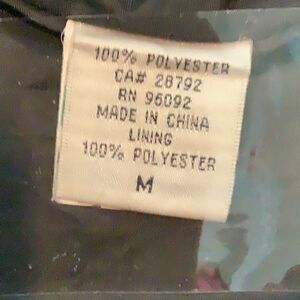 100% POLYESTER
CA# 28792
RN 96092
MADE IN CHINA
LINING
100% POLYESTER
M